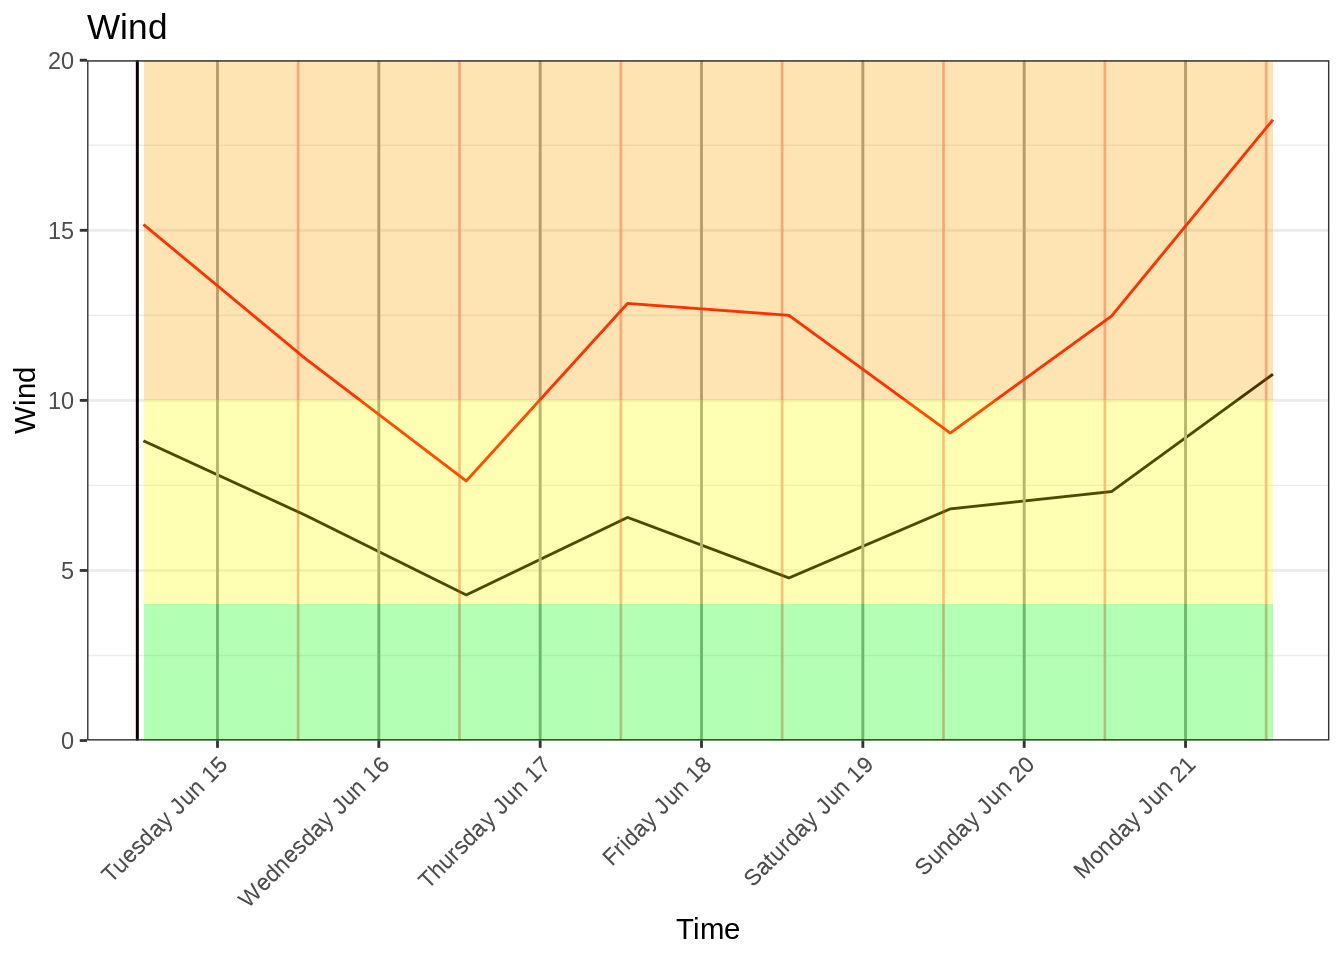 Wind
20
15
10
5
0
Wind
Tuesday Jun 15
Wednesday Jun 16
Thursday Jun 17
Friday Jun 18
Saturday Jun 19
Sunday Jun 20
Monday Jun 21
Time